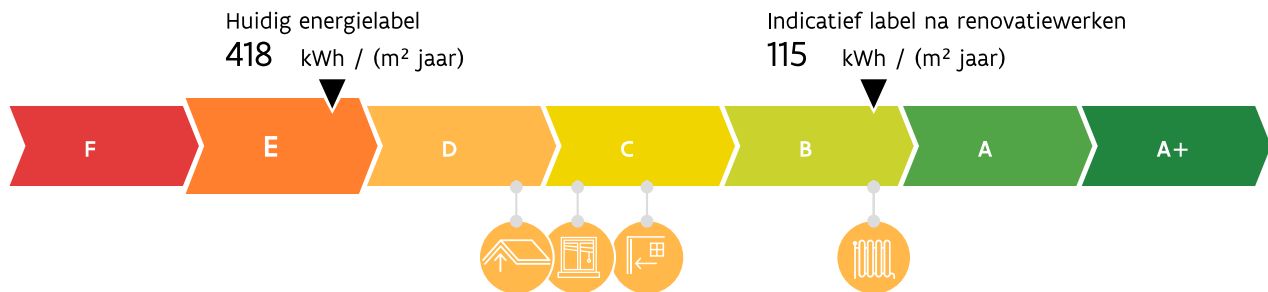 Huidig energielabel
418 kWh / (m² jaar)
Indicatief label na renovatiewerken
115 kWh / (m² jaar)
F E D C B A A+